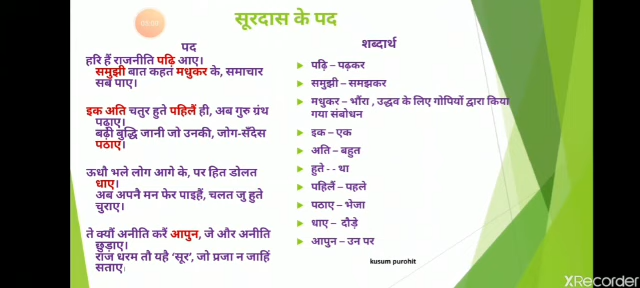 सूरदास के पद
पद
हरि हैं राजनीति पढ़ि आए।
समुझी बात कहत मधुकर के, समाचार
सब पाए।
इक अति चतुर हुते पहिलैं ही, अब गुरु ग्रंथ
पढ़ाए।
बढ़ी बुद्धि जानी जो उनकी, जोग-सँदेस
पठाए।
ऊधौ भले लोग आगे के, पर हित डोलत
धाए।
अब अपनै मन फेर पाइहैं, चलत जु हुते
चुराए।
ते क्यौं अनीति करैं आपुन, जे और अनीति
छुड़ाए।
राज धरम तौ यहै 'सूर', जो प्रजा न जाहिं
सताए।
शब्दार्थ
पढ़ि – पढ़कर
समुझी – समझकर
मधुकर – भौंरा , उद्धव के लिए गोपियों द्वारा किया
गया संबोधन
इक – एक
अति – बहुत
हुते - - था
पहिलैं – पहले
पठाए – भेजा
धाए – दौड़े
आपुन – उन पर
kusum purohit
XRecorder